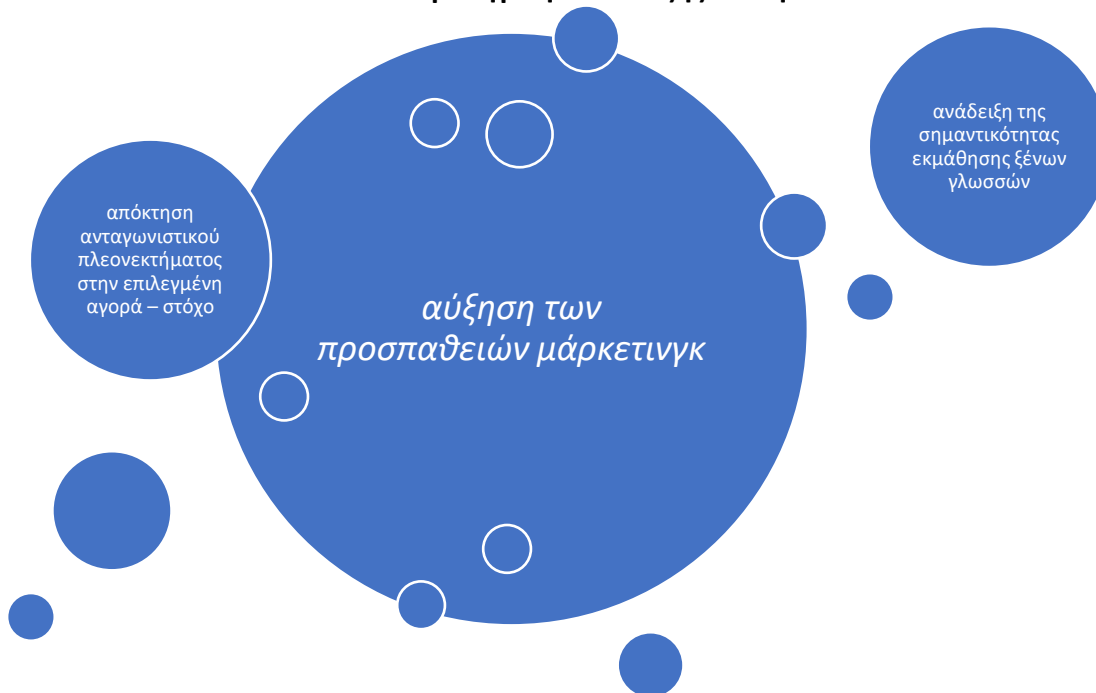 απόκτηση
ανταγωνιστικού
πλεονεκτήματος
στην επιλεγμένη
αγορά – στόχο
αύξηση των
προσπαθειών μάρκετινγκ
ανάδειξη της
σημαντικότητας
εκμάθησης ξένων
γλωσσών